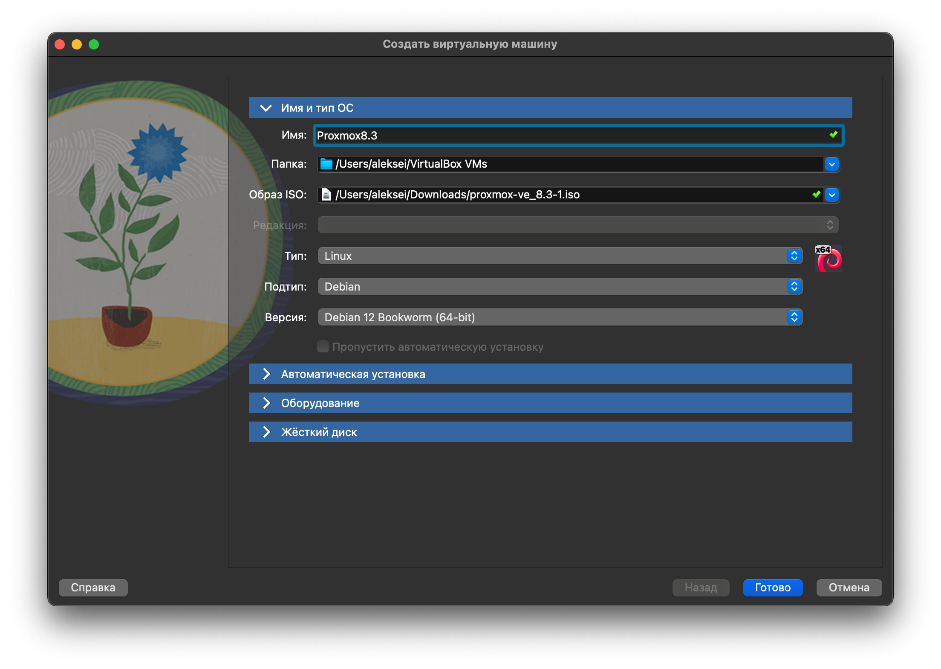 Создать виртуальную машину
Имя и тип ОС
Имя: Proxmox8.3
Папка: /Users/aleksei/VirtualBox VMs
Образ ISO: /Users/aleksei/Downloads/proxmox-ve_8.3-1.iso
Редакция:
Тип: Linux
x64
Подтип: Debian
Версия: Debian 12 Bookworm (64-bit)
Пропустить автоматическую установку
Автоматическая установка
Оборудование
Жёсткий диск
Справка Назад Готово Отмена